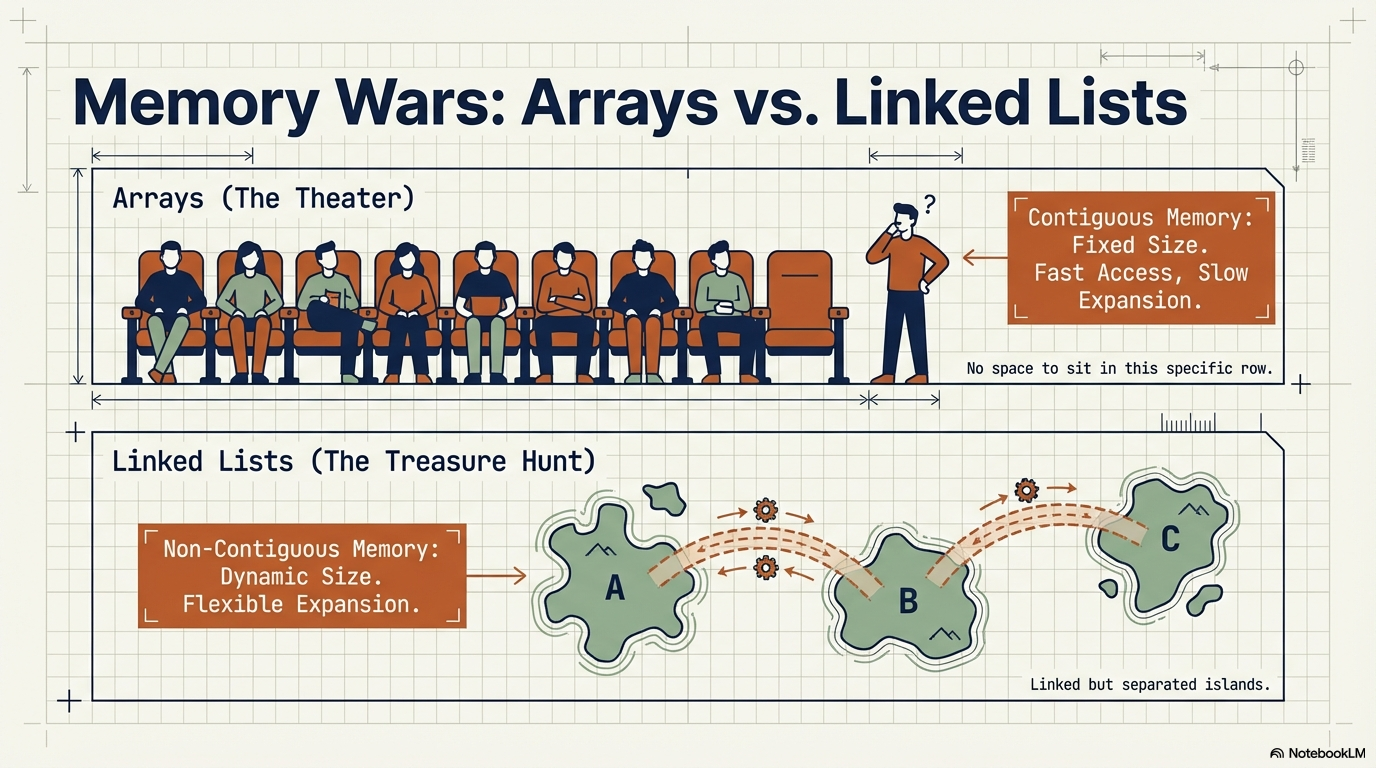 Memory Wars: Arrays vs. Linked Lists
Arrays (The Theater)
?
Contiguous Memory:
Fixed Size.
Fast Access, Slow
Expansion.
No space to sit in this specific row.
Linked Lists (The Treasure Hunt)
Non-Contiguous Memory:
Dynamic Size.
Flexible Expansion.
A
B
C
Linked but separated islands.
NotebookLM